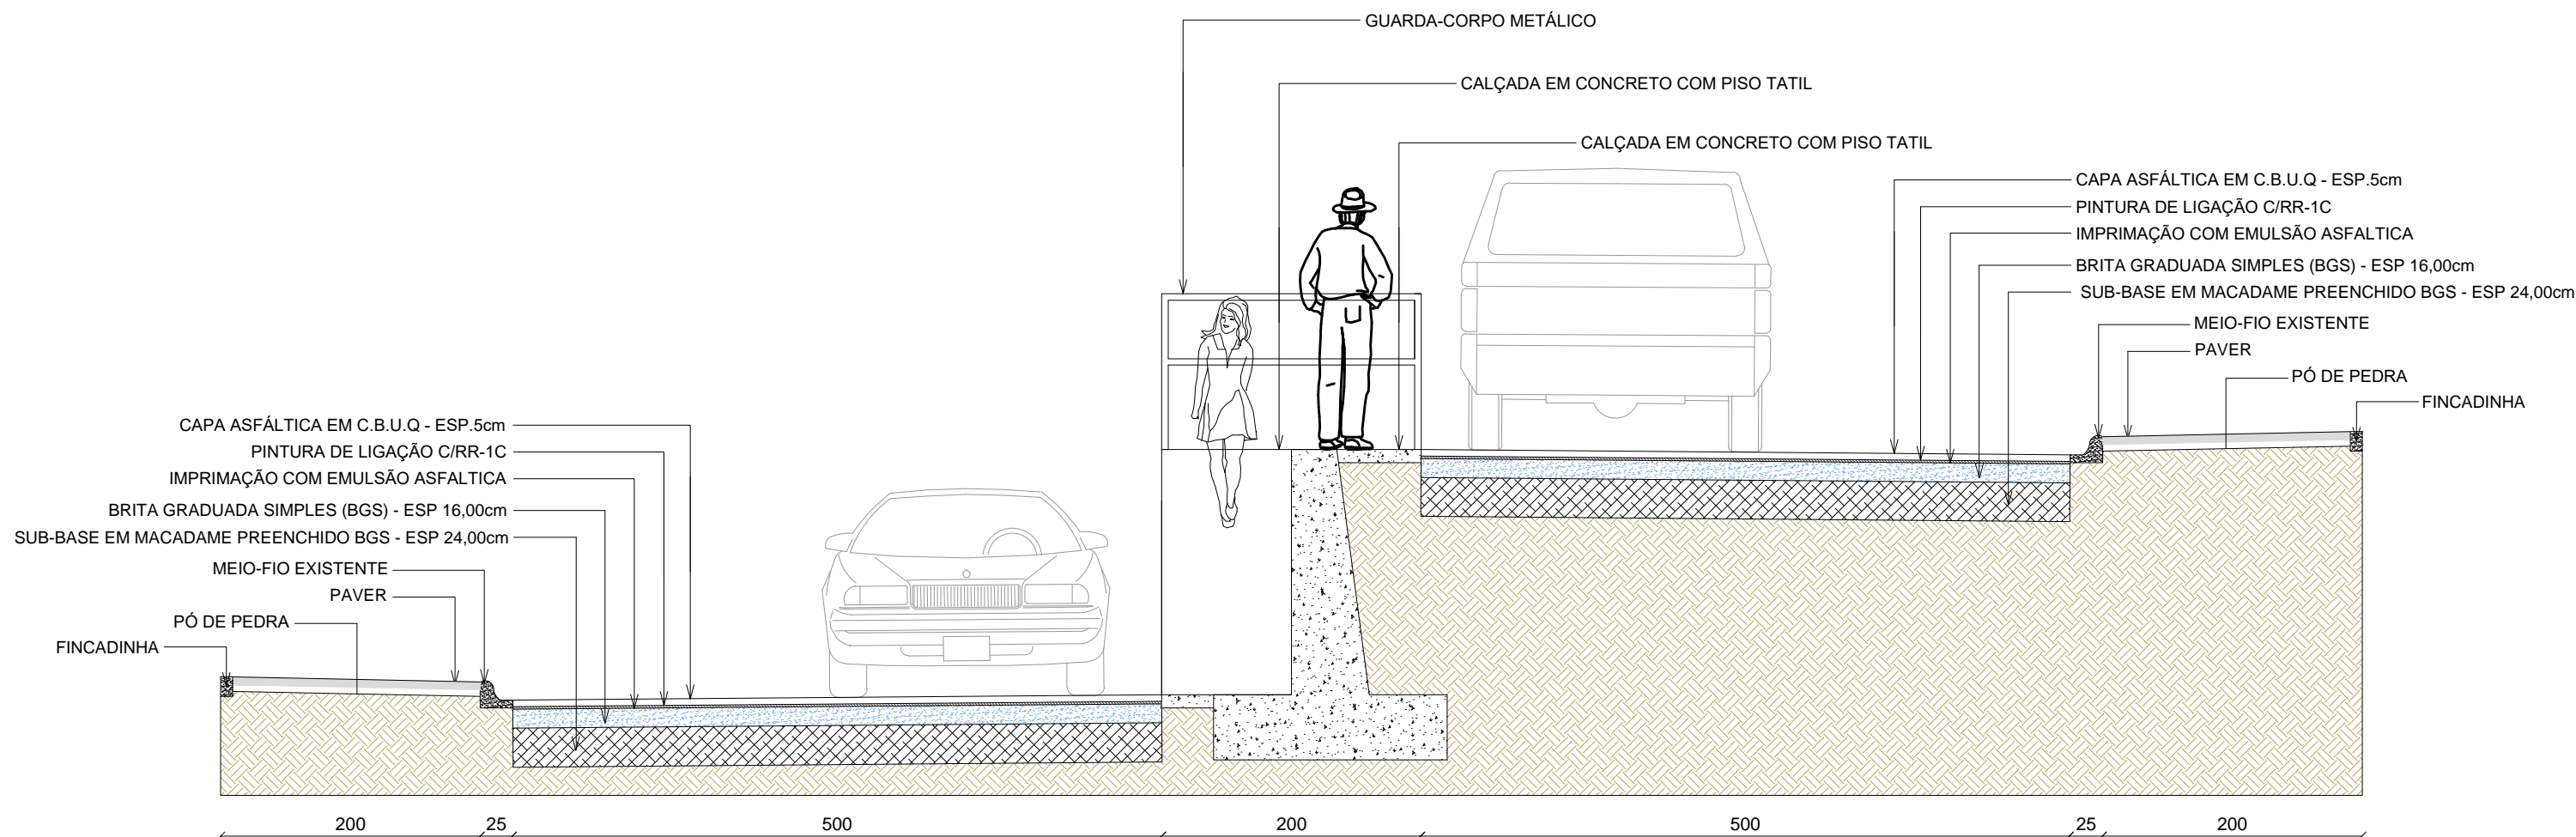 GUARDA-CORPO METÁLICO
CALÇADA EM CONCRETO COM PISO TATIL
CALÇADA EM CONCRETO COM PISO TATIL
CAPA ASFÁLTICA EM C.B.U.Q - ESP.5cm
PINTURA DE LIGAÇÃO C/RR-1C
IMPRIMAÇÃO COM EMULSÃO ASFALTICA
BRITA GRADUADA SIMPLES (BGS) - ESP 16,00cm
SUB-BASE EM MACADAME PREENCHIDO BGS - ESP 24,00cm
MEIO-FIO EXISTENTE
PAVER
PÓ DE PEDRA
FINCADINHA
CAPA ASFÁLTICA EM C.B.U.Q - ESP.5cm
PINTURA DE LIGAÇÃO C/RR-1C
IMPRIMAÇÃO COM EMULSÃO ASFALTICA
BRITA GRADUADA SIMPLES (BGS) - ESP 16,00cm
SUB-BASE EM MACADAME PREENCHIDO BGS - ESP 24,00cm
MEIO-FIO EXISTENTE
PAVER
PÓ DE PEDRA
FINCADINHA
200 25 500 200 500 25 200